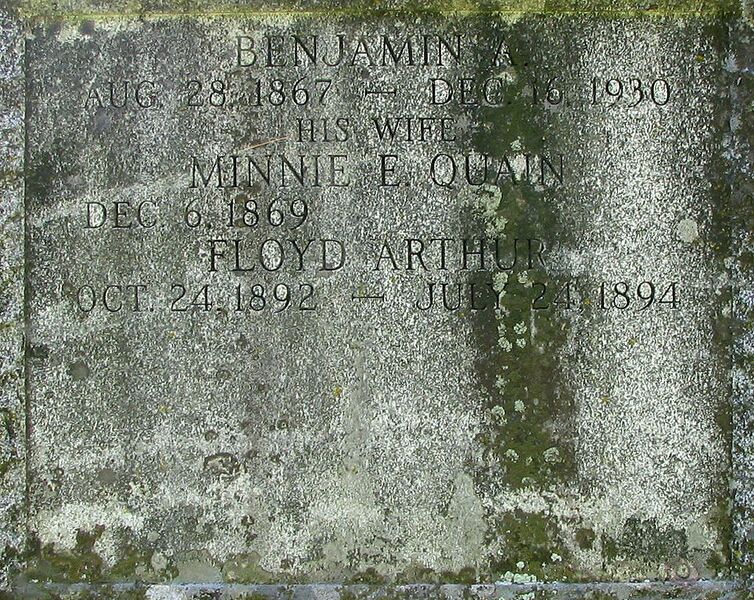 BENJAMIN A.
AUG. 28, 1867 — DEC. 16, 1930
HIS WIFE
MINNIE E. QUAIN
DEC. 6, 1869
FLOYD ARTHUR
OCT. 24, 1892 — JULY 24, 1894